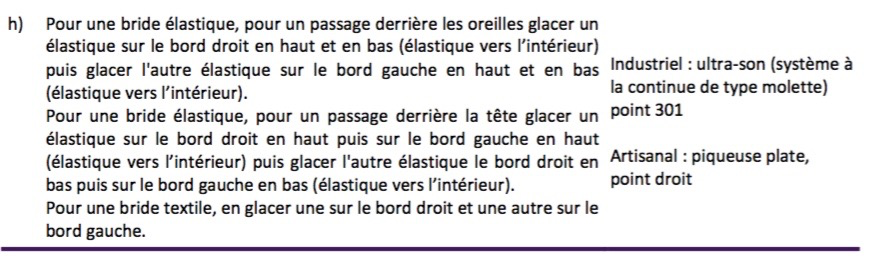 h) Pour une bride élastique, pour un passage derrière les oreilles glacer un
élastique sur le bord droit en haut et en bas (élastique vers l’intérieur)
puis glacer l'autre élastique sur le bord gauche en haut et en bas
(élastique vers l’intérieur).
Pour une bride élastique, pour un passage derrière la tête glacer un
élastique sur le bord droit en haut puis sur le bord gauche en haut
(élastique vers l’intérieur) puis glacer l'autre élastique le bord droit en
bas puis sur le bord gauche en bas (élastique vers l’intérieur).
Pour une bride textile, en glacer une sur le bord droit et une autre sur le
bord gauche.
Industriel : ultra-son (système à
la continue de type molette)
point 301
Artisanal : piqueuse plate,
point droit